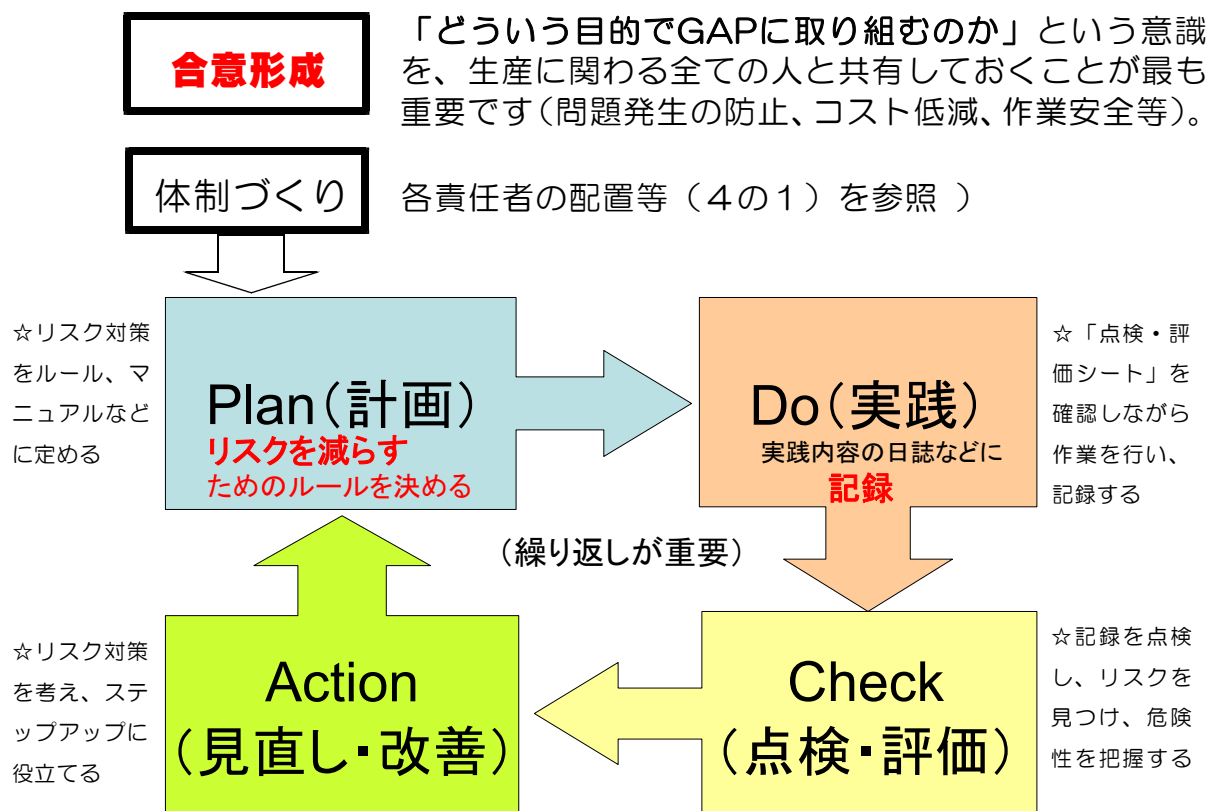 合意形成
「どういう目的でGAPに取り組むのか」という意識
を、生産に関わる全ての人と共有しておくことが最も
重要です（問題発生の防止、コスト低減、作業安全等）。
体制づくり
各責任者の配置等（４の１）を参照 ）
☆リスク対策
をルール、マ
ニュアルなど
に定める
Plan（計画）
リスクを減らす
ためのルールを決める
Do（実践）
実践内容の日誌などに
記録
☆「点検・評
価シート」を
確認しながら
作業を行い、
記録する
（繰り返しが重要）
☆リスク対策
を考え、ステ
ップアップに
役立てる
Action
（見直し・改善）
Check
（点検・評価）
☆記録を点検
し、リスクを
見つけ、危険
性を把握する